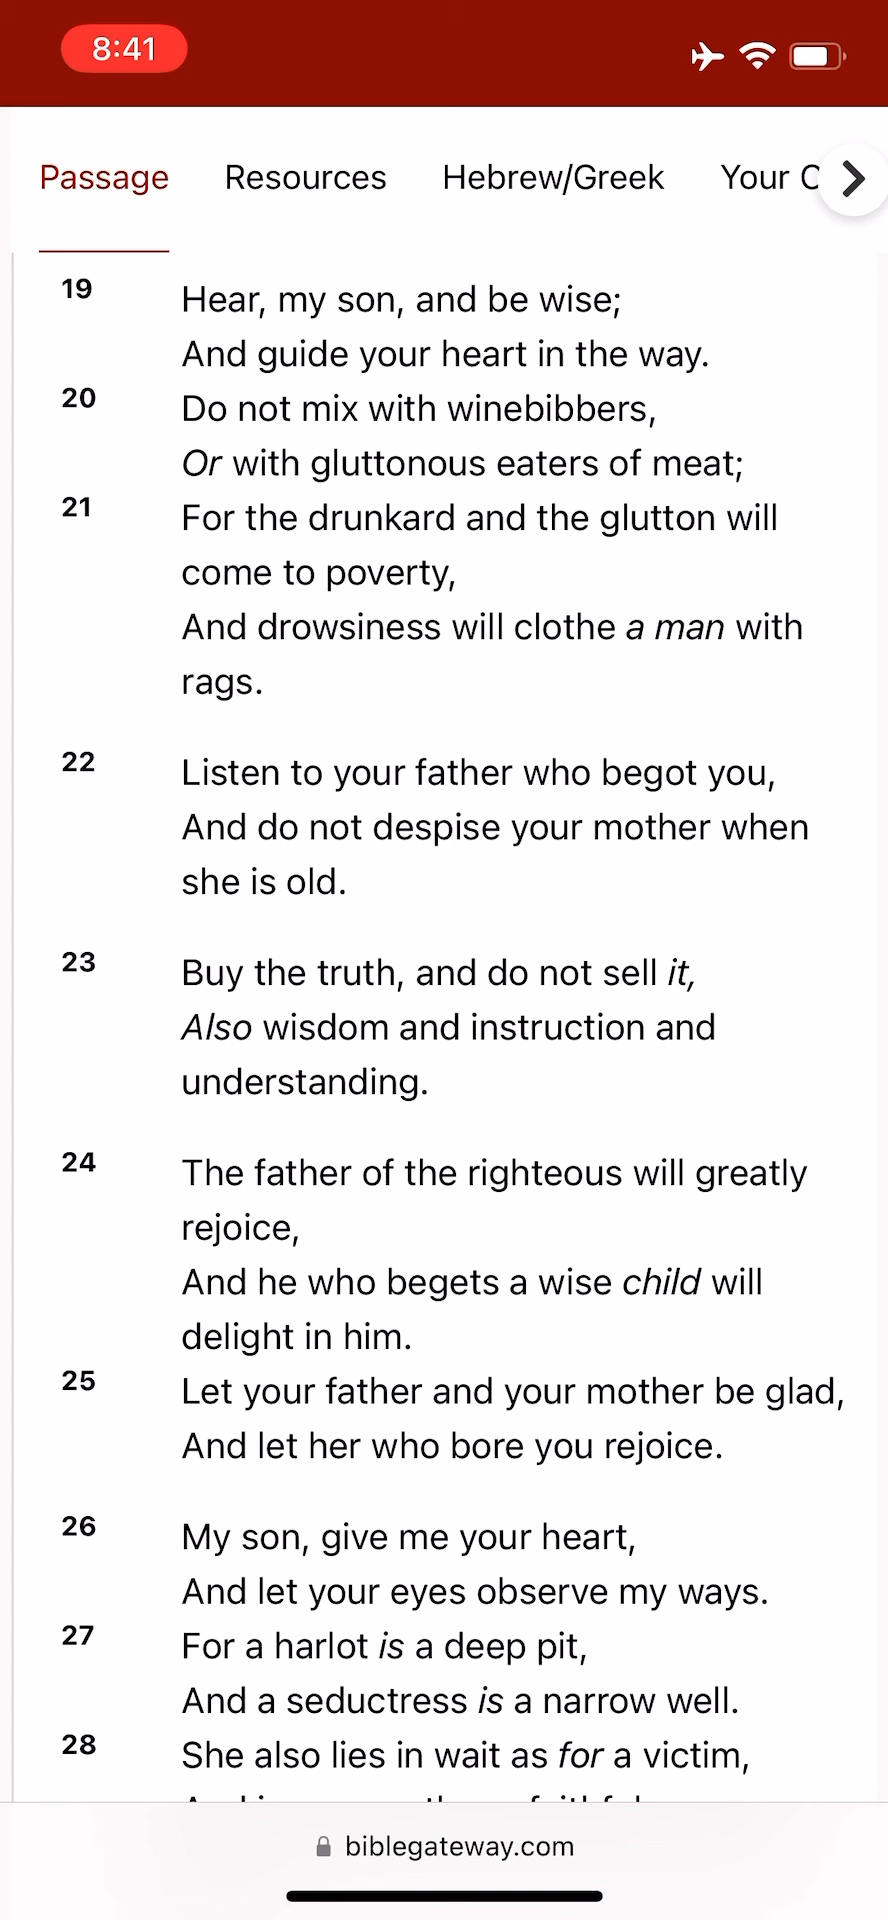 8:41
Passage Resources Hebrew/Greek Your
19 Hear, my son, and be wise;
And guide your heart in the way.
20 Do not mix with winebibbers,
Or with gluttonous eaters of meat;
21 For the drunkard and the glutton will
come to poverty,
And drowsiness will clothe a man with
rags.
22 Listen to your father who begot you,
And do not despise your mother when
she is old.
23 Buy the truth, and do not sell it,
Also wisdom and instruction and
understanding.
24 The father of the righteous will greatly
rejoice,
And he who begets a wise child will
delight in him.
25 Let your father and your mother be glad,
And let her who bore you rejoice.
26 My son, give me your heart,
And let your eyes observe my ways.
27 For a harlot is a deep pit,
And a seductress is a narrow well.
28 She also lies in wait as for a victim,
biblegateway.com